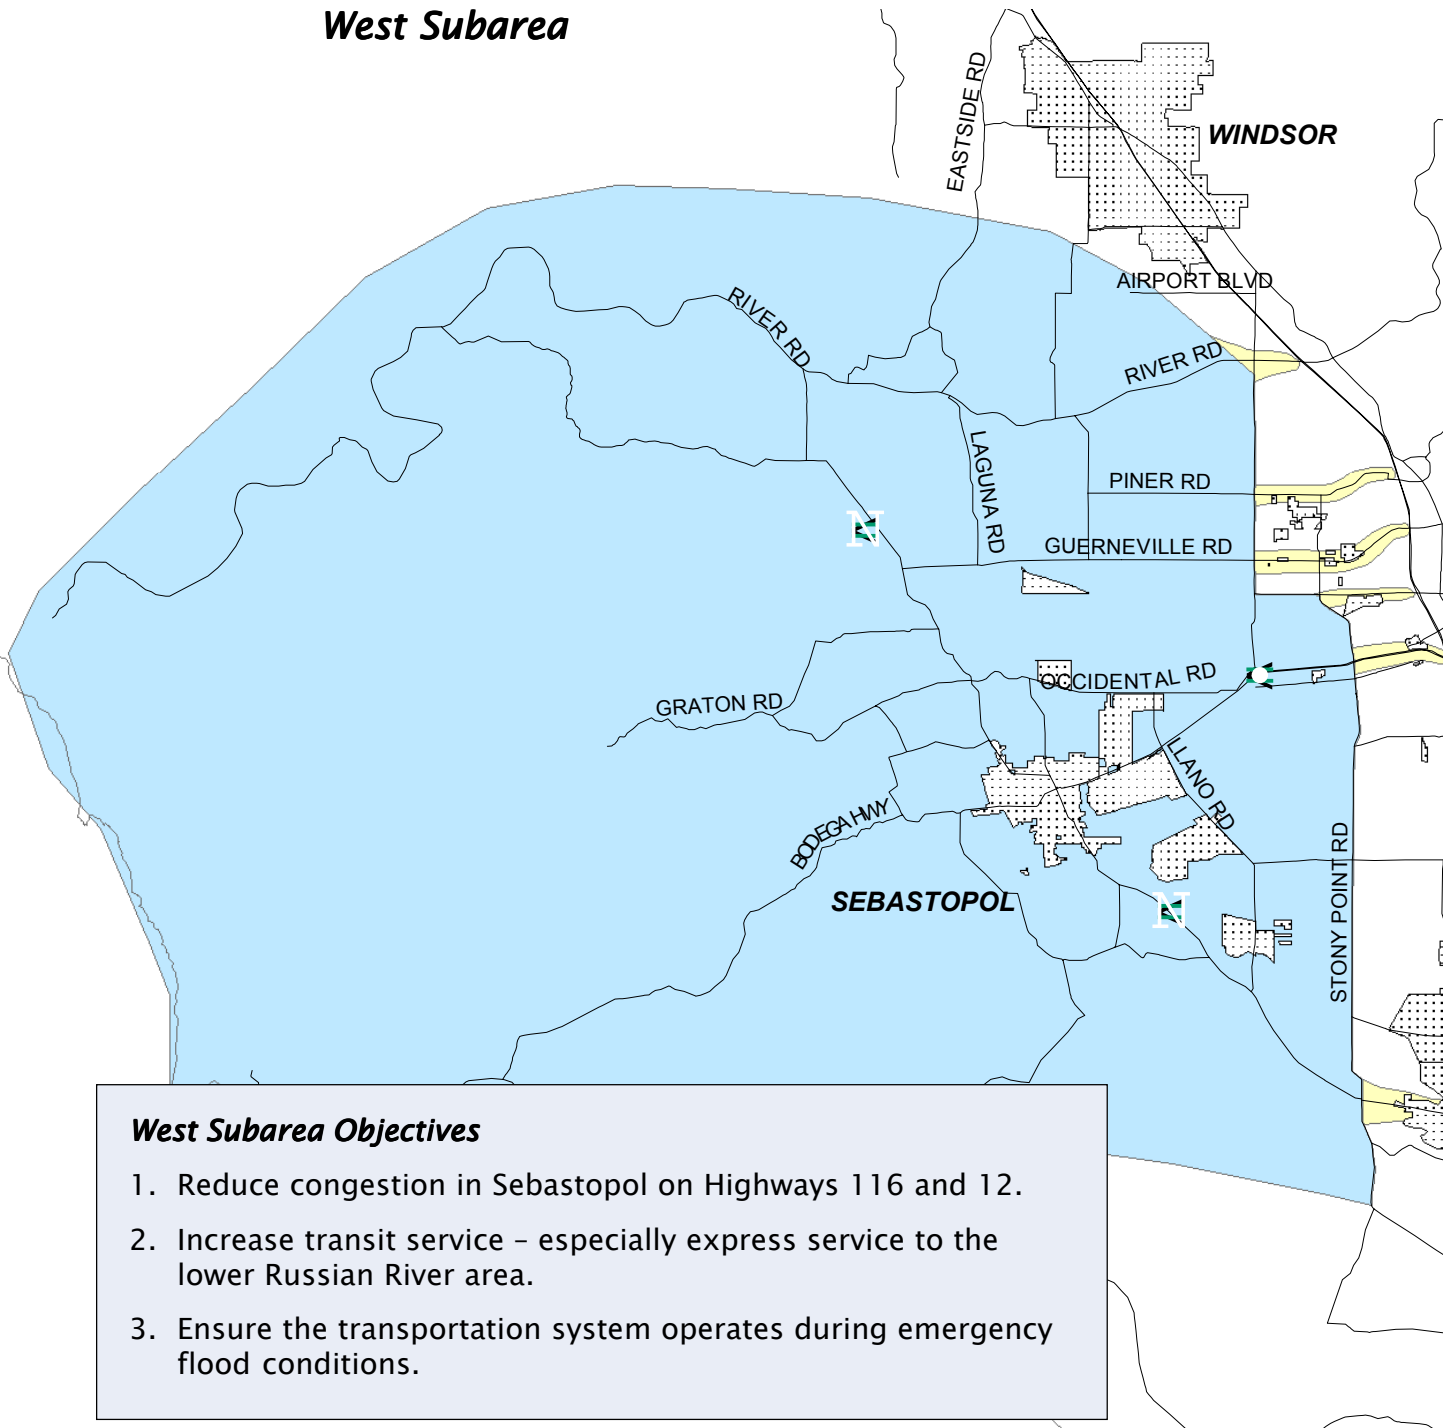 West Subarea
EASTSIDE RD
WINDSOR
AIRPORT BLVD
RIVER RD
RIVER RD
LAGUNA RD
PINER RD
N
GUERNEVILLE RD
OCCIDENTAL RD
GRATON RD
LLANO RD
BODEGA HWY
STONY POINT RD
SEBASTOPOL
N
West Subarea Objectives
1. Reduce congestion in Sebastopol on Highways 116 and 12.
2. Increase transit service – especially express service to the
lower Russian River area.
3. Ensure the transportation system operates during emergency
flood conditions.